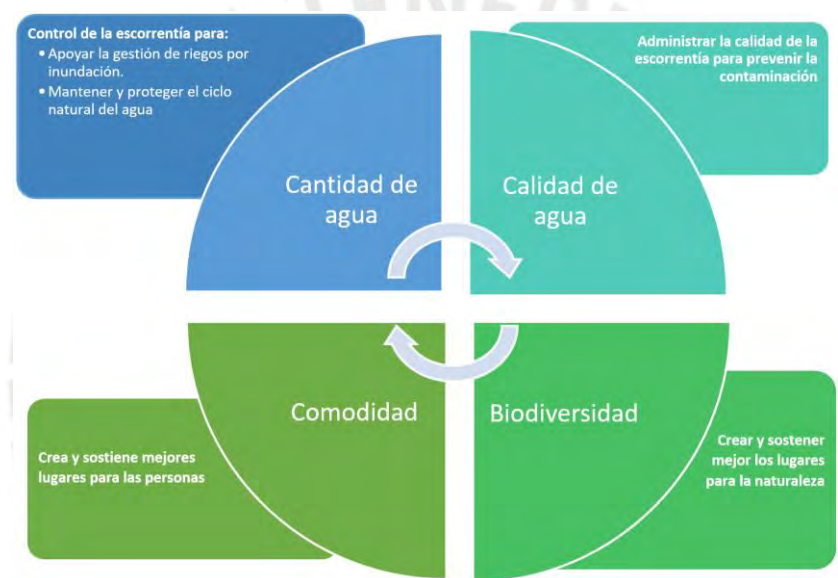 Control de la escorrentía para:
• Apoyar la gestión de riegos por
inundación.
• Mantener y proteger el ciclo
natural del agua
Administrar la calidad de la
escorrentía para prevenir la
contaminación
Cantidad de
agua
Calidad de
agua
Comodidad
Biodiversidad
Crea y sostiene mejores
lugares para las personas
Crear y sostener
mejor los lugares
para la naturaleza